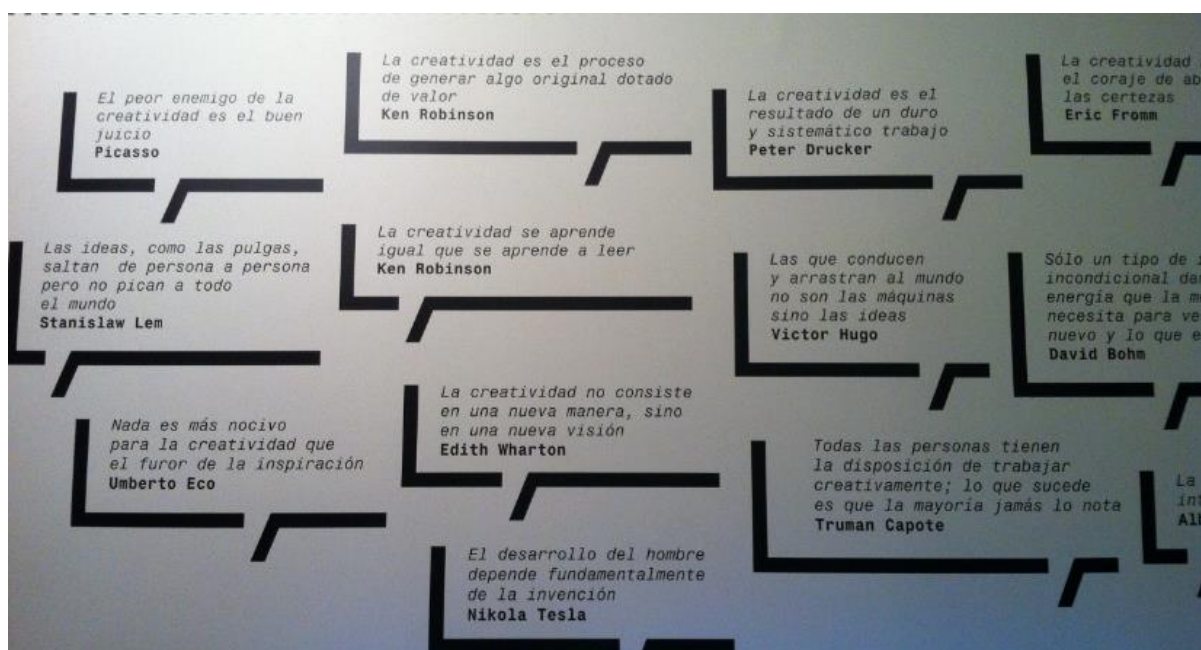 El peor enemigo de la
creatividad es el buen
juicio
Picasso
La creatividad es el proceso
de generar algo original dotado
de valor
Ken Robinson
La creatividad es el
resultado de un duro
y sistemático trabajo
Peter Drucker
La creatividad
el coraje de
las certezas
Eric Fromm
Las ideas, como las pulgas,
saltan de persona a persona
pero no pican a todo
el mundo
Stanislaw Lem
La creatividad se aprende
igual que se aprende a leer
Ken Robinson
Las que conducen
y arrastran al mundo
no son las máquinas
sino las ideas
Victor Hugo
Sólo un tipo de
incondicional
energía que la
necesita para
nuevo y lo que
David Bohm
Nada es más nocivo
para la creatividad que
el furor de la inspiración
Umberto Eco
La creatividad no consiste
en una nueva manera, sino
en una nueva visión
Edith Wharton
Todas las personas tienen
la disposición de trabajar
creativamente; lo que sucede
es que la mayoría jamás lo nota
Truman Capote
La
El desarrollo del hombre
depende fundamentalmente
de la invención
Nikola Tesla